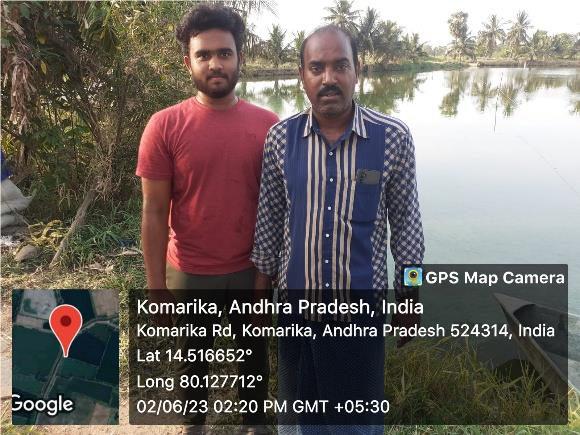 GPS Map Camera
Komarika, Andhra Pradesh, India
Komarika Rd, Komarika, Andhra Pradesh 524314, India
Lat 14.516652°
Long 80.127712°
02/06/23 02:20 PM GMT +05:30
Google